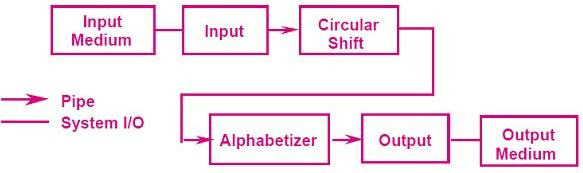 Input
Medium
Input
Circular
Shift
Pipe
System I/O
Alphabetizer
Output
Output
Medium